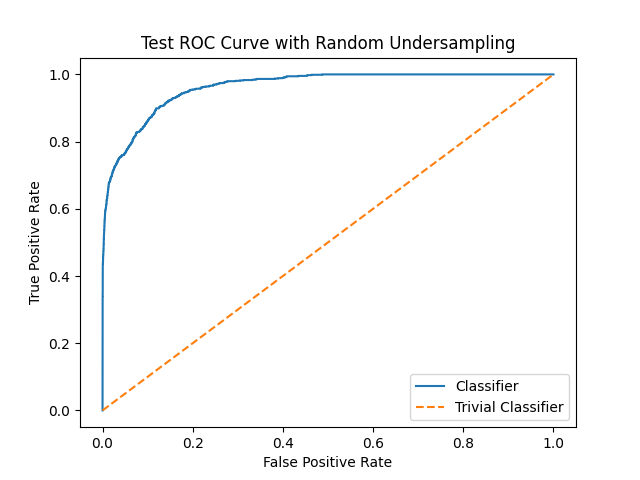 Test ROC Curve with Random Undersampling
True Positive Rate
1.0
0.8
0.6
0.4
0.2
0.0
0.0 0.2 0.4 0.6 0.8 1.0
False Positive Rate
Classifier
Trivial Classifier